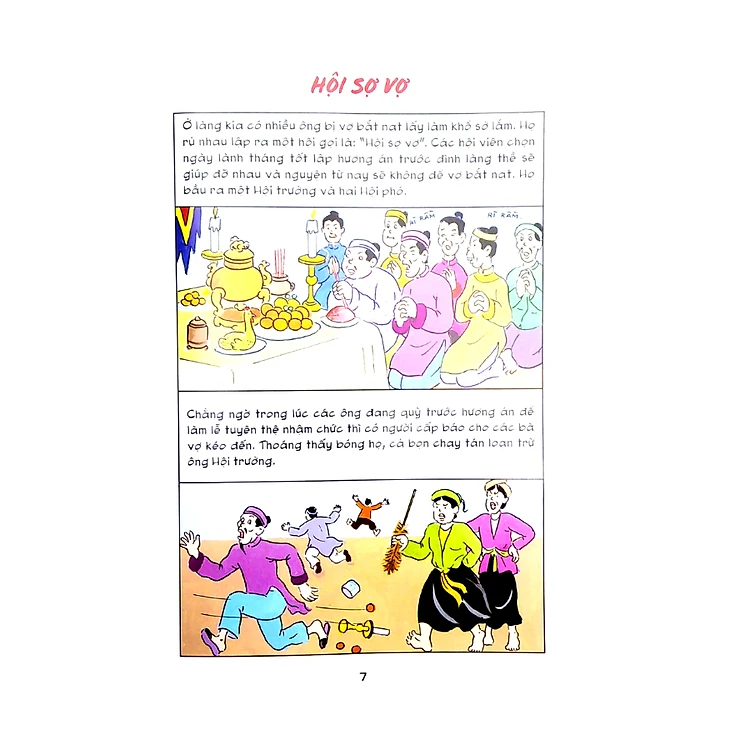 HỘI SỢ VỢ
Ở làng kia có nhiều ông bị vợ bắt nạt lấy làm khổ sở lắm. Họ
rủ nhau lập ra một hội gọi là: "Hội sợ vợ". Các hội viên chọn
ngày lành tháng tốt lập hương án trước đình làng thề sẽ
giúp đỡ nhau và nguyện từ nay sẽ không để vợ bắt nạt. Họ
bầu ra một Hội trưởng và hai Hội phó.
RÌ RẦM
RÌ RẦM
Chẳng ngờ trong lúc các ông đang quỳ trước hương án để
làm lễ tuyên thệ nhậm chức thì có người cấp báo cho các bà
vợ kéo đến. Thoáng thấy bóng họ, cả bọn chạy tán loạn trừ
ông Hội trưởng.
7